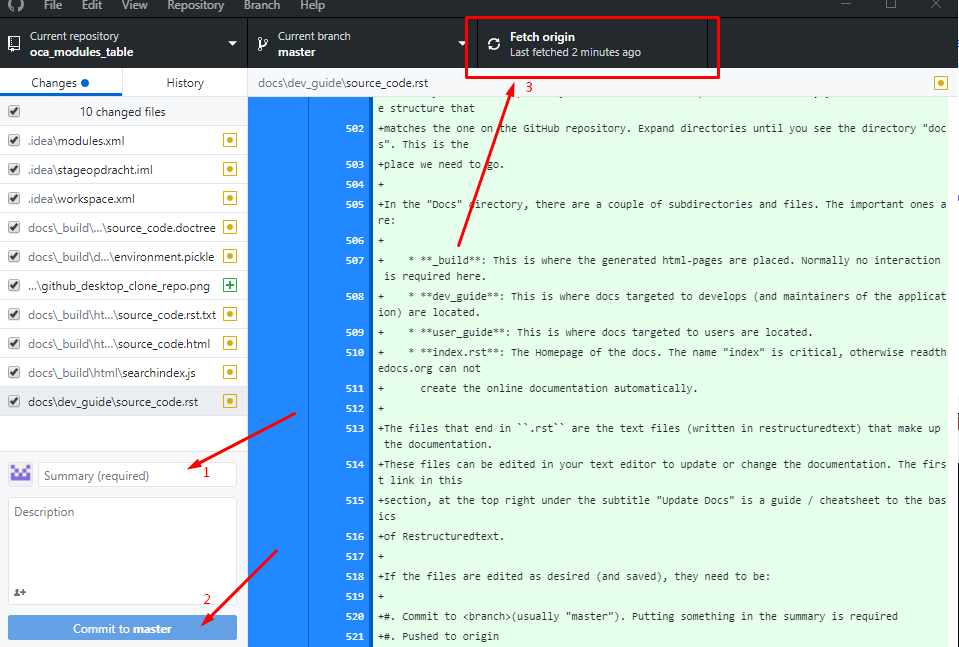 File Edit View Repository Branch Help
Current repository
oca_modules_table
Current branch
master
Fetch origin
Last fetched 2 minutes ago
3
Changes
History
docs\dev_guide\source_code.rst
10 changed files
.idea\modules.xml
.idea\stageopdracht.iml
.idea\workspace.xml
docs\_build\...\source_code.doctree
docs\_build\d...\environment.pickle
...\github_desktop_clone_repo.png
docs\_build\ht...\source_code.rst.txt
docs\_build\ht...\source_code.html
docs\_build\html\searchindex.js
docs\dev_guide\source_code.rst
1
Summary (required)
Description
2
Commit to master
e structure that
502 +matches the one on the GitHub repository. Expand directories until you see the directory "doc
s". This is the
503 +place we need to go.
504 +
505 +In the "Docs" directory, there are a couple of subdirectories and files. The important ones a
re:
506 +
507 + * **_build**: This is where the generated html-pages are placed. Normally no interaction
is required here.
508 + * **dev_guide**: This is where docs targeted to develops (and maintainers of the applicat
ion) are located.
509 + * **user_guide**: This is where docs targeted to users are located.
510 + * **index.rst**: The Homepage of the docs. The name "index" is critical, otherwise readth
edocs.org can not
511 + create the online documentation automatically.
512 +
513 +The files that end in ``.rst`` are the text files (written in restructuredtext) that make up
the documentation.
514 +These files can be edited in your text editor to update or change the documentation. The firs
t link in this
515 +section, at the top right under the subtitle "Update Docs" is a guide / cheatsheet to the bas
ics
516 +of Restructuredtext.
517 +
518 +If the files are edited as desired (and saved), they need to be:
519 +
520 +#. Commit to <branch>(usually "master"). Putting something in the summary is required
521 +#. Pushed to origin